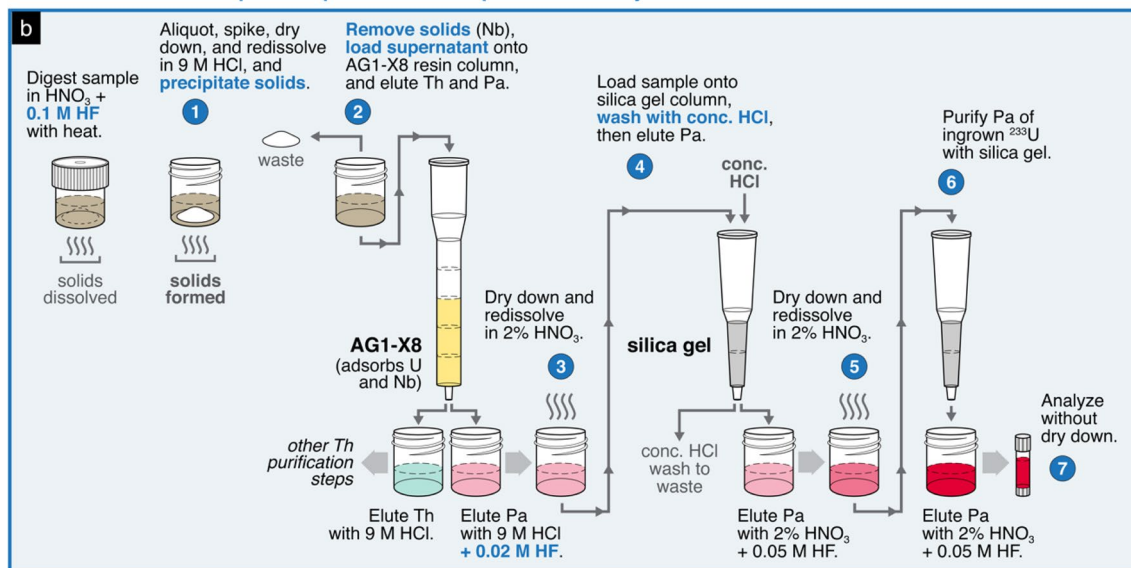 b
Digest sample
in HNO₃ +
0.1 M HF
with heat.
solids
dissolved
Aliquot, spike, dry
down, and redissolve
in 9 M HCl, and
precipitate solids.
1
solids
formed
Remove solids (Nb),
load supernatant onto
AG1-X8 resin column,
and elute Th and Pa.
2
waste
AG1-X8
(adsorbs U
and Nb)
other Th
purification
steps
Elute Th
with 9 M HCl.
Elute Pa
with 9 M HCl
+ 0.02 M HF.
Dry down and
redissolve
in 2% HNO₃.
3
Load sample onto
silica gel column,
wash with conc. HCl,
then elute Pa.
4
conc.
HCl
silica gel
conc. HCl
wash to
waste
Elute Pa
with 2% HNO₃
+ 0.05 M HF.
Dry down and
redissolve
in 2% HNO₃.
5
Purify Pa of
ingrown ²³³U
with silica gel.
6
Elute Pa
with 2% HNO₃
+ 0.05 M HF.
Analyze
without
dry down.
7